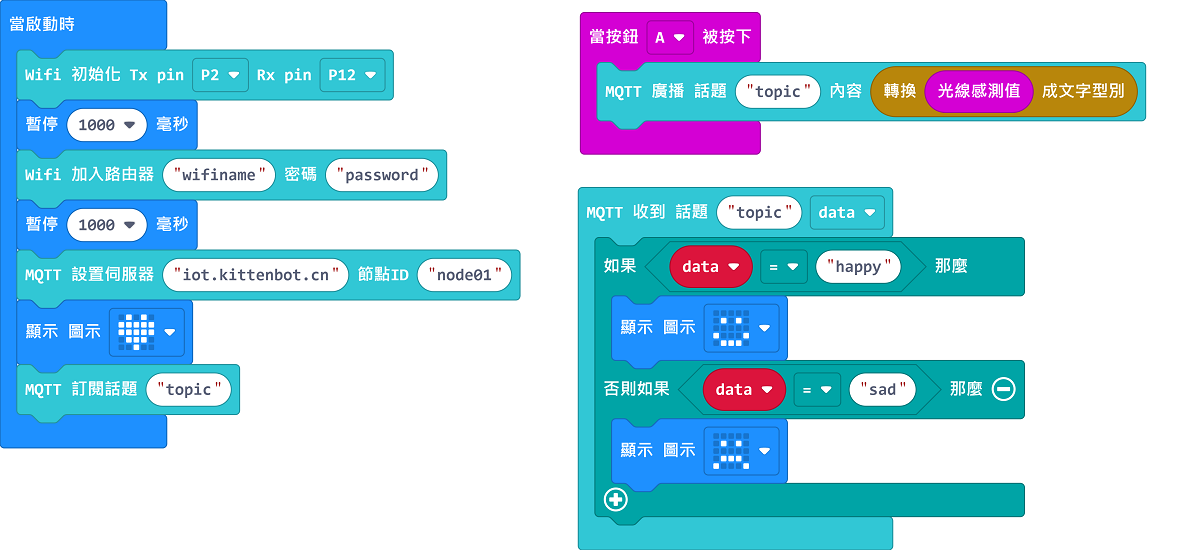 當啟動時
Wifi 初始化 Tx pin P2 Rx pin P12
暫停 1000 毫秒
Wifi 加入路由器 "wifiname" 密碼 "password"
暫停 1000 毫秒
MQTT 設置伺服器 "iot.kittenbot.cn" 節點ID "node01"
顯示 圖示
MQTT 訂閱話題 "topic"
當按鈕 A 被按下
MQTT 廣播 話題 "topic" 內容 轉換 光線感測值 成文字型別
MQTT 收到 話題 "topic" data
如果 data = "happy" 那麼
顯示 圖示
否則如果 data = "sad" 那麼
顯示 圖示